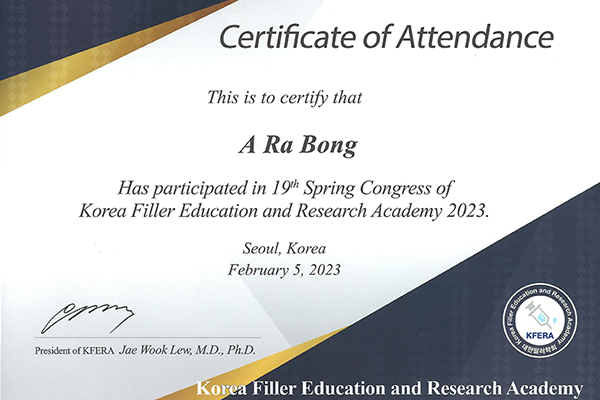 Certificate of Attendance
This is to certify that
A Ra Bong
Has participated in 19th Spring Congress of
Korea Filler Education and Research Academy 2023.
Seoul, Korea
February 5, 2023
President of KFERA Jae Wook Lew, M.D., Ph.D.
Korea Filler Education and Research Academy
KFERA
대한필러학회
Korea Filler Education and Research Academy